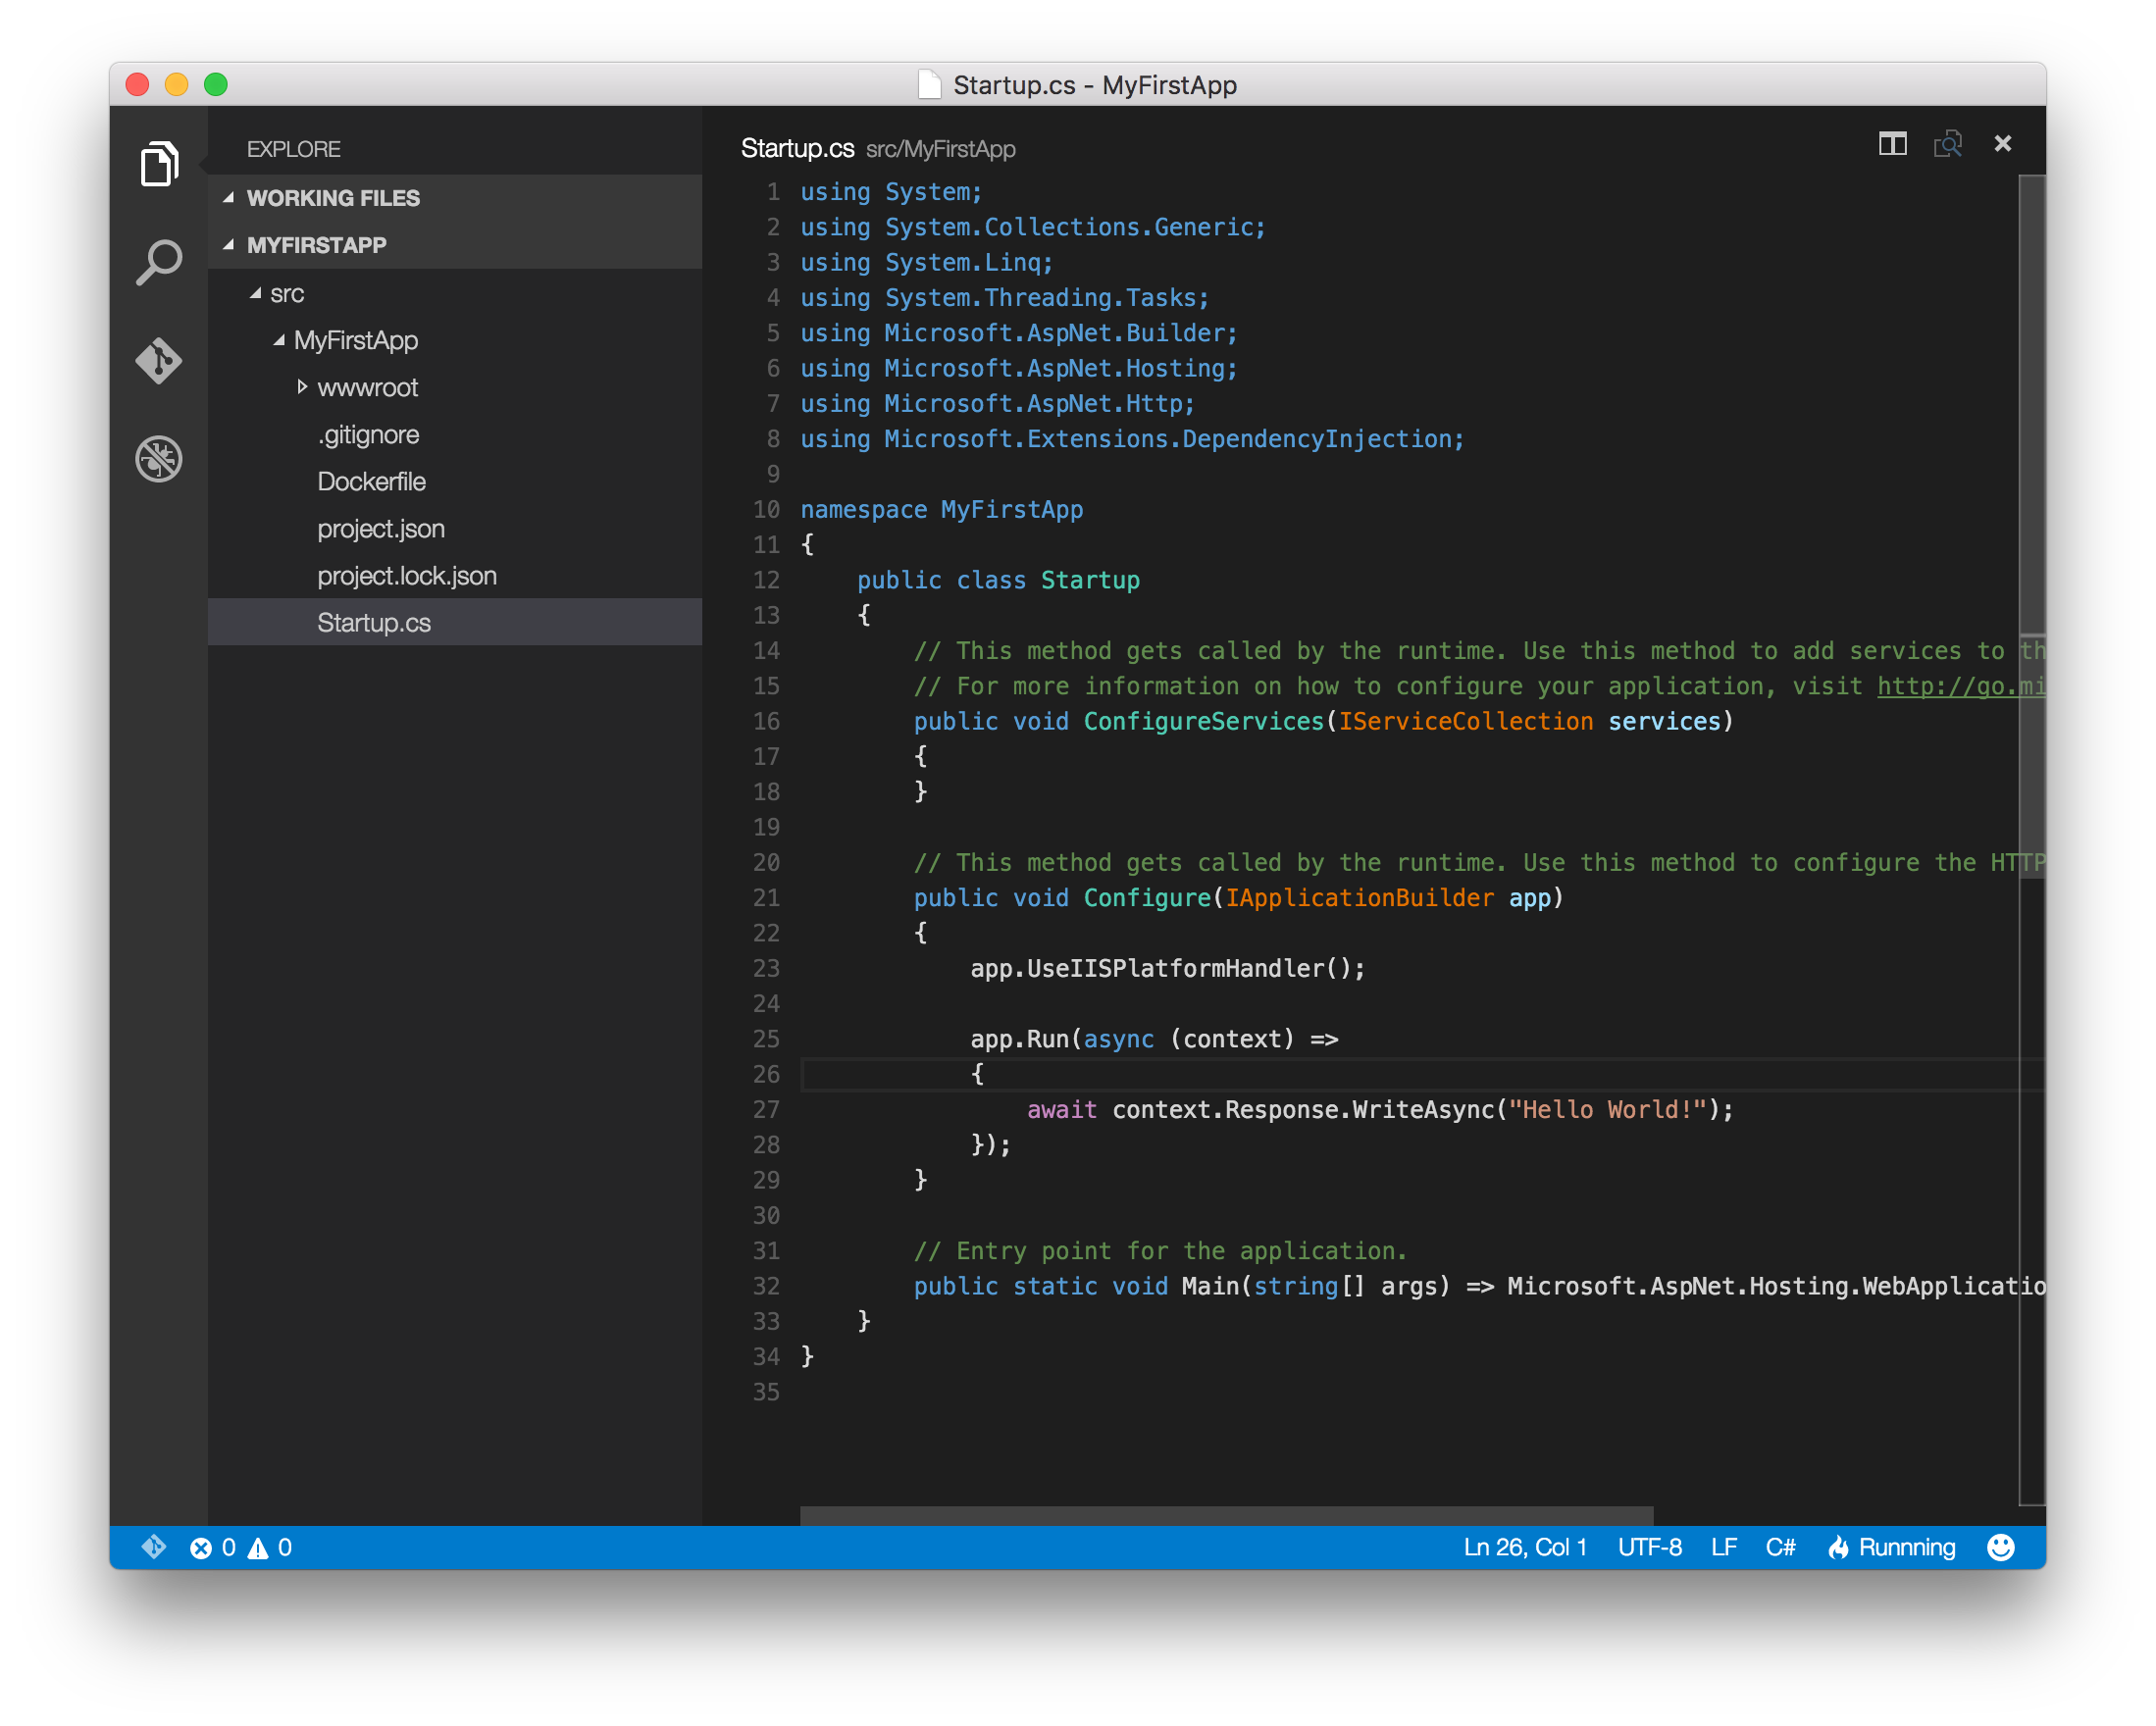 Startup.cs - MyFirstApp
EXPLORE
WORKING FILES
MYFIRSTAPP
src
MyFirstApp
wwwroot
.gitignore
Dockerfile
project.json
project.lock.json
Startup.cs
Startup.cs src/MyFirstApp
1 using System;
2 using System.Collections.Generic;
3 using System.Linq;
4 using System.Threading.Tasks;
5 using Microsoft.AspNet.Builder;
6 using Microsoft.AspNet.Hosting;
7 using Microsoft.AspNet.Http;
8 using Microsoft.Extensions.DependencyInjection;
9
10 namespace MyFirstApp
11 {
12     public class Startup
13     {
14         // This method gets called by the runtime. Use this method to add services to th
15         // For more information on how to configure your application, visit http://go.mi
16         public void ConfigureServices(IServiceCollection services)
17         {
18         }
19
20         // This method gets called by the runtime. Use this method to configure the HTTP
21         public void Configure(IApplicationBuilder app)
22         {
23             app.UseIISPlatformHandler();
24
25             app.Run(async (context) =>
26             {
27                 await context.Response.WriteAsync("Hello World!");
28             });
29         }
30
31         // Entry point for the application.
32         public static void Main(string[] args) => Microsoft.AspNet.Hosting.WebApplicatio
33     }
34 }
35
0 0
Ln 26, Col 1 UTF-8 LF C# Runnning